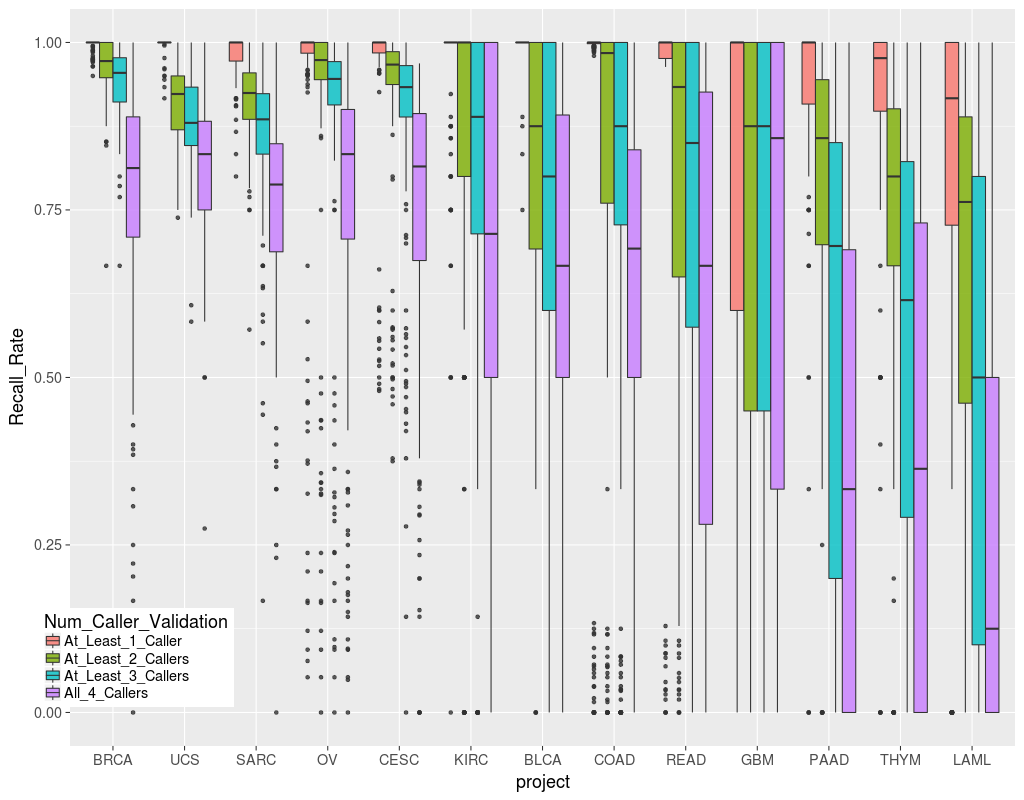 1.00
0.75
0.50
0.25
0.00
Recall_Rate
Num_Caller_Validation
At_Least_1_Caller
At_Least_2_Callers
At_Least_3_Callers
All_4_Callers
BRCA UCS SARC OV CESC KIRC BLCA COAD READ GBM PAAD THYM LAML
project